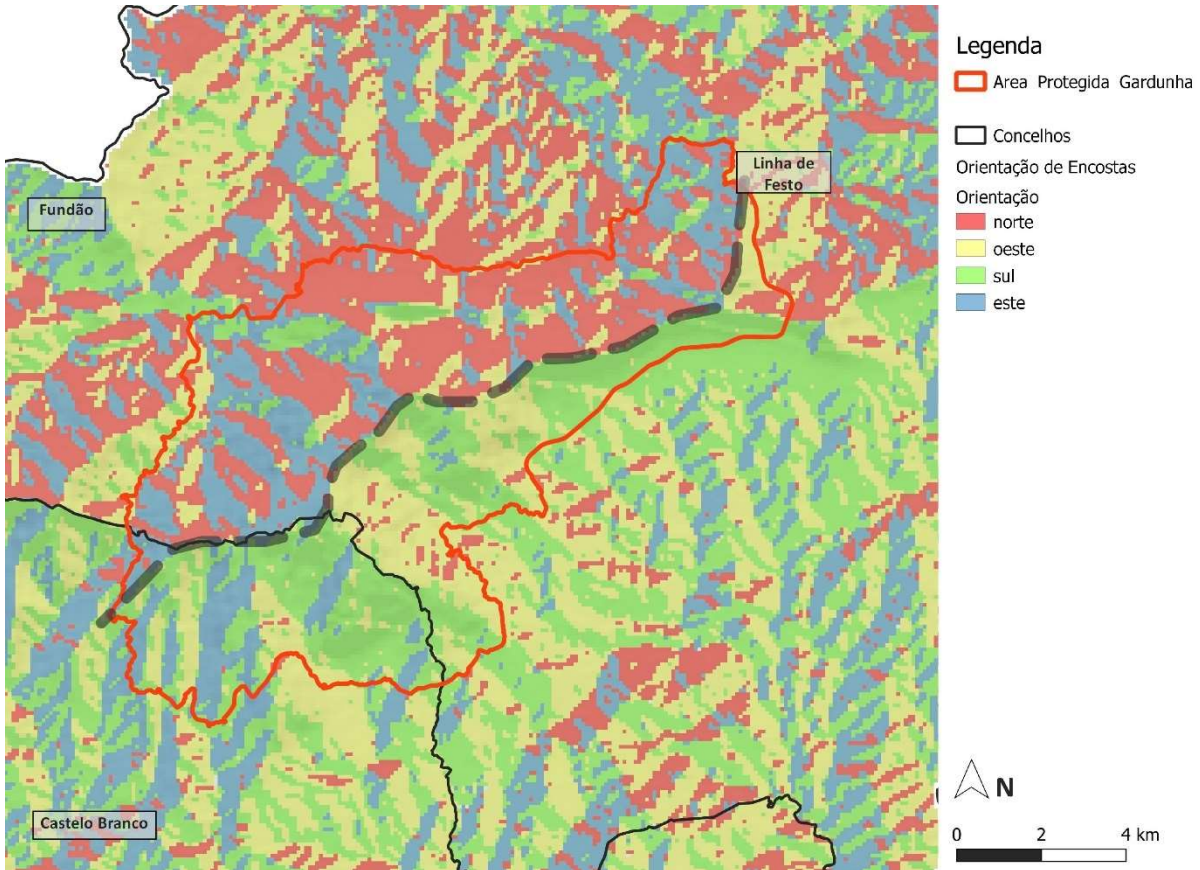 Fundão
Castelo Branco
Linha de
Festo
Legenda
Area Protegida Gardunha
Concelhos
Orientação de Encostas
Orientação
norte
oeste
sul
este
N
0 2 4 km